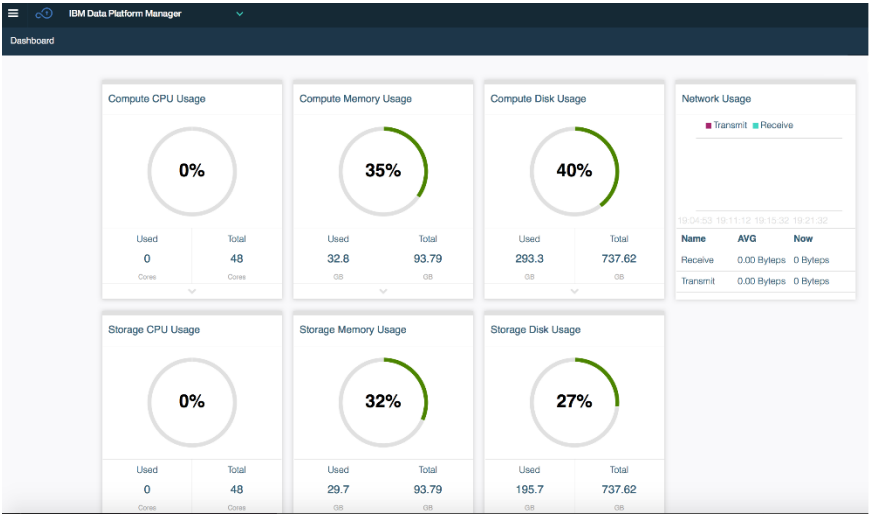 IBM Data Platform Manager
Dashboard
Compute CPU Usage
0%
Used Total
0 48
Cores Cores
Compute Memory Usage
35%
Used Total
32.8 93.79
GB GB
Compute Disk Usage
40%
Used Total
293.3 737.62
GB GB
Network Usage
Transmit Receive
19:04:53 19:11:12 19:15:32 19:21:32
Name AVG Now
Receive 0.00 Byteps 0 Byteps
Transmit 0.00 Byteps 0 Byteps
Storage CPU Usage
0%
Used Total
0 48
Cores Cores
Storage Memory Usage
32%
Used Total
29.7 93.79
GB GB
Storage Disk Usage
27%
Used Total
195.7 737.62
GB GB